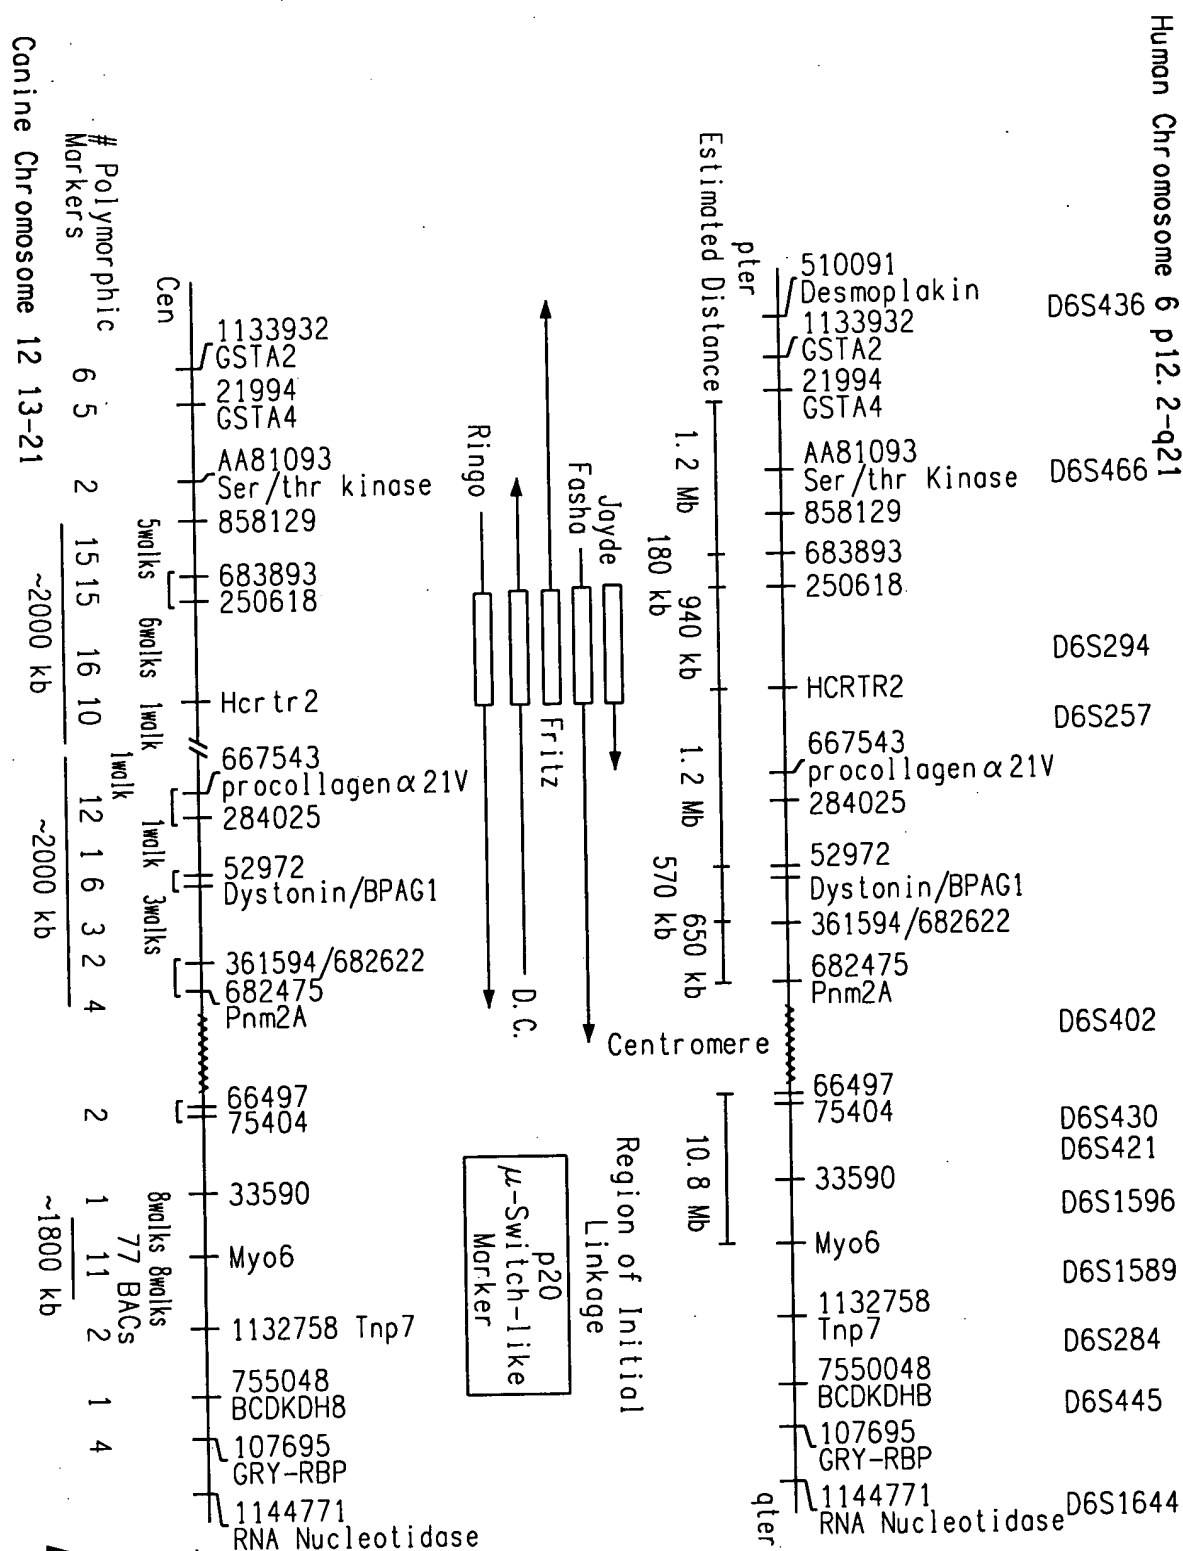 Human Chromosome 6 p12.2-q21
D6S436
D6S466
D6S294
D6S257
D6S402
D6S430
D6S421
D6S1596
D6S1589
D6S284
D6S445
D6S1644
pter
510091
Desmoplakin
1133932
GSTA2
21994
GSTA4
AA81093
Ser/thr Kinase
858129
683893
250618
HCRTR2
667543
procollagen α 21V
284025
52972
Dystonin/BPAG1
361594/682622
682475
Pnm2A
Centromere
66497
75404
33590
Myo6
1132758
Tnp7
7550048
BCDKDHB
107695
GRY-RBP
1144771
RNA Nucleotidase
qter
Estimated Distance
1.2 Mb
180 kb
940 kb
1.2 Mb
570 kb
650 kb
10.8 Mb
Jayde
Fasha
Fritz
D.C.
Ringo
Region of Initial
Linkage
p20
μ-Switch-like
Marker
Cen
1133932
GSTA2
21994
GSTA4
AA81093
Ser/thr kinase
858129
683893
250618
Hcrtr2
667543
procollagen α 21V
284025
52972
Dystonin/BPAG1
361594/682622
682475
Pnm2A
66497
75404
33590
Myo6
1132758 Tnp7
755048
BCDKDH8
107695
GRY-RBP
1144771
RNA Nucleotidase
5walks 6walks 1walk 1walk 1walk 3walks 8walks 8walks
77 BACs
# Polymorphic
Markers
6 5 2 15 15 16 10 12 1 6 3 2 4 2 1 11 2 1 4
~2000 kb ~2000 kb ~1800 kb
Canine Chromosome 12 13-21